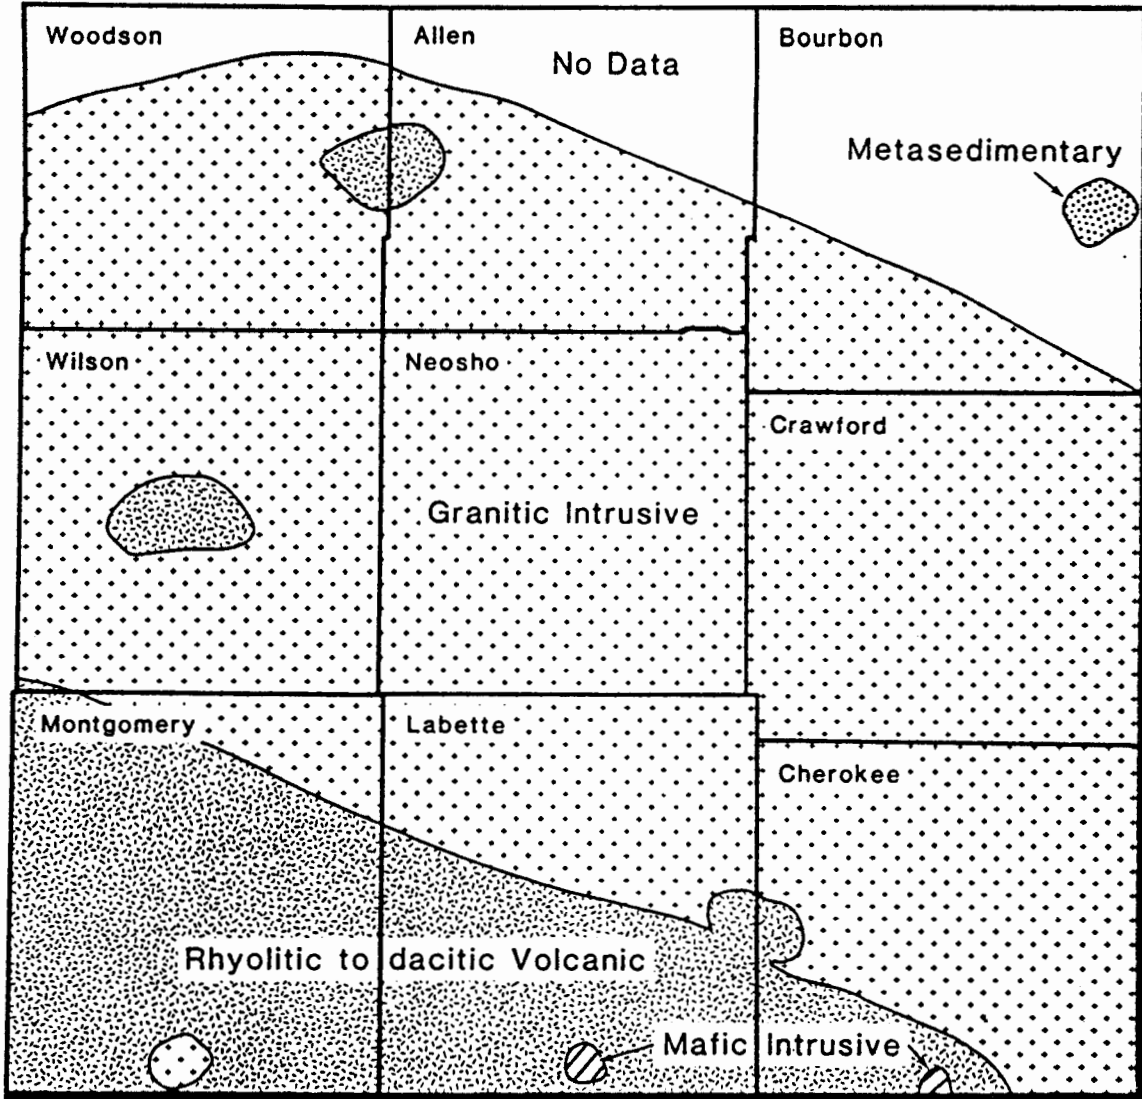 Woodson
Allen
No Data
Bourbon
Metasedimentary
Wilson
Neosho
Crawford
Granitic Intrusive
Montgomery
Labette
Cherokee
Rhyolitic to dacitic Volcanic
Mafic Intrusive